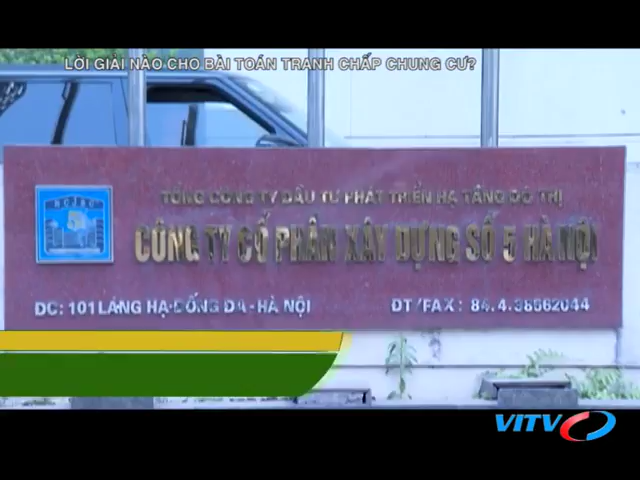 LỜI GIẢI NÀO CHO BÀI TOÁN TRANH CHẤP CHUNG CƯ?
TỔNG CÔNG TY ĐẦU TƯ PHÁT TRIỂN HẠ TẦNG ĐÔ THỊ
CÔNG TY CỔ PHẦN XÂY DỰNG SỐ 5 HÀ NỘI
5
ĐC: 101 LÁNG HẠ-ĐỐNG ĐA-HÀ NỘI
ĐT/FAX: 84.4.38562044
VITV